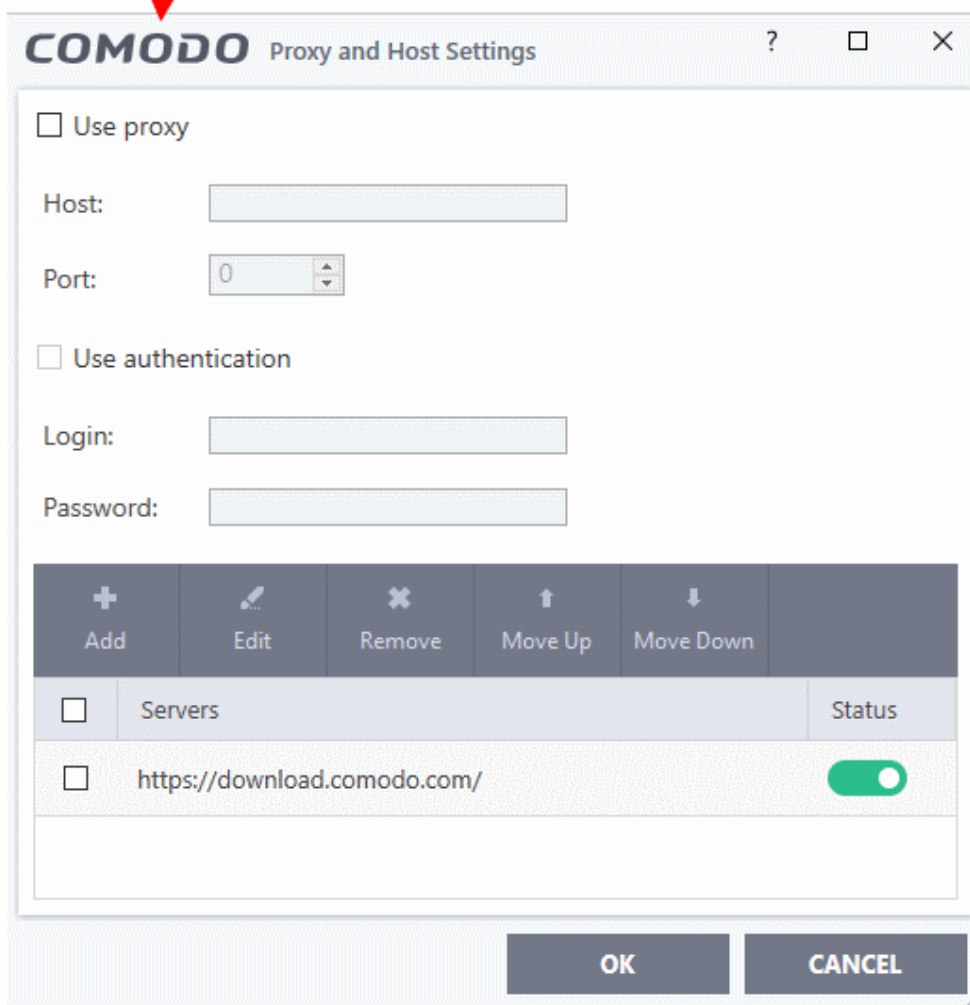 COMODO Proxy and Host Settings ?
Use proxy
Host:
Port: 0
Use authentication
Login:
Password:
Add Edit Remove Move Up Move Down
Servers Status
https://download.comodo.com/
OK CANCEL